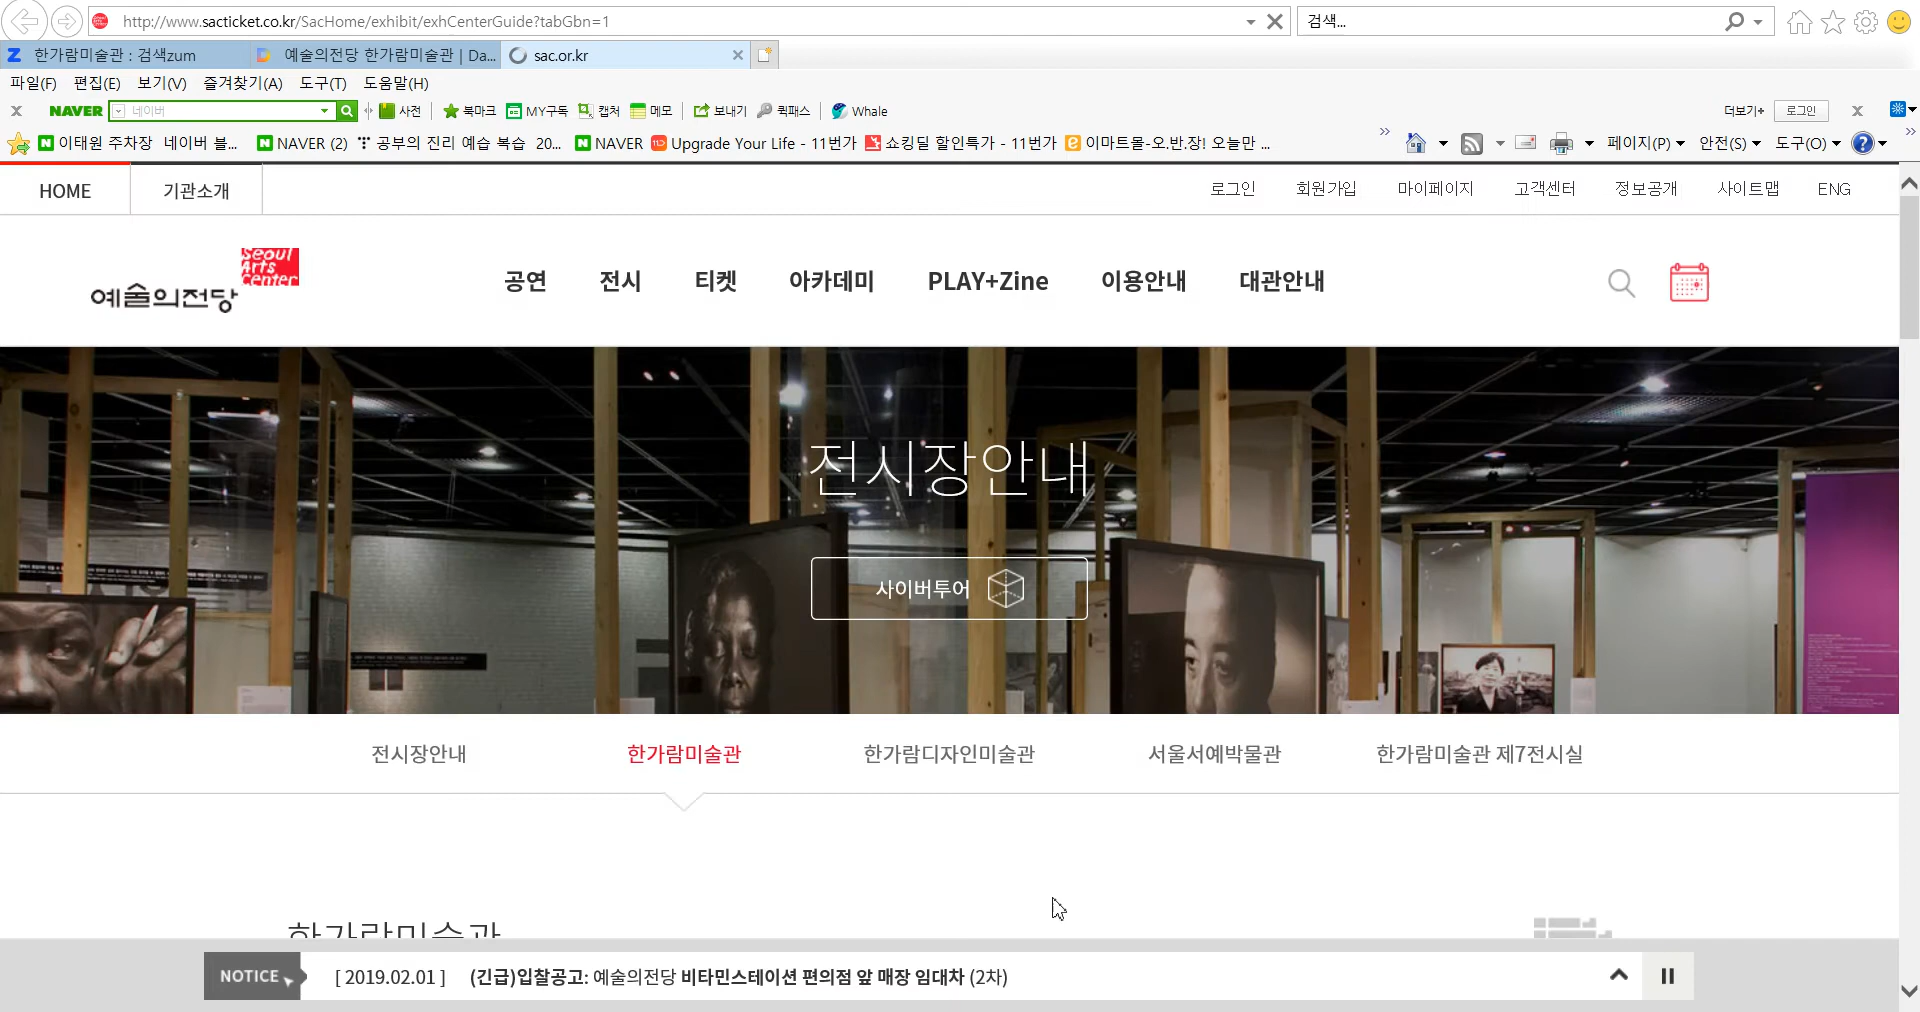 http://www.sacticket.co.kr/SacHome/exhibit/exhCenterGuide?tabGbn=1
검색...
한가람미술관 : 검색zum
예술의전당 한가람미술관 | Da...
sac.or.kr
파일(F) 편집(E) 보기(V) 즐겨찾기(A) 도구(T) 도움말(H)
NAVER 네이버 사전 북마크 MY구독 캡처 메모 보내기 퀵패스 Whale 더보기+ 로그인
이태원 주차장 네이버 블... NAVER (2) 공부의 진리 예습 복습 20... NAVER Upgrade Your Life - 11번가 쇼킹딜 할인특가 - 11번가 이마트몰-오.반.장! 오늘만 ... 페이지(P) 안전(S) 도구(O)
HOME 기관소개 로그인 회원가입 마이페이지 고객센터 정보공개 사이트맵 ENG
Seoul
Arts
Center
예술의전당
공연 전시 티켓 아카데미 PLAY+Zine 이용안내 대관안내
전시장안내
사이버투어
전시장안내 한가람미술관 한가람디자인미술관 서울서예박물관 한가람미술관 제7전시실
한가람미술관
NOTICE [ 2019.02.01 ] (긴급)입찰공고: 예술의전당 비타민스테이션 편의점 앞 매장 임대차 (2차)